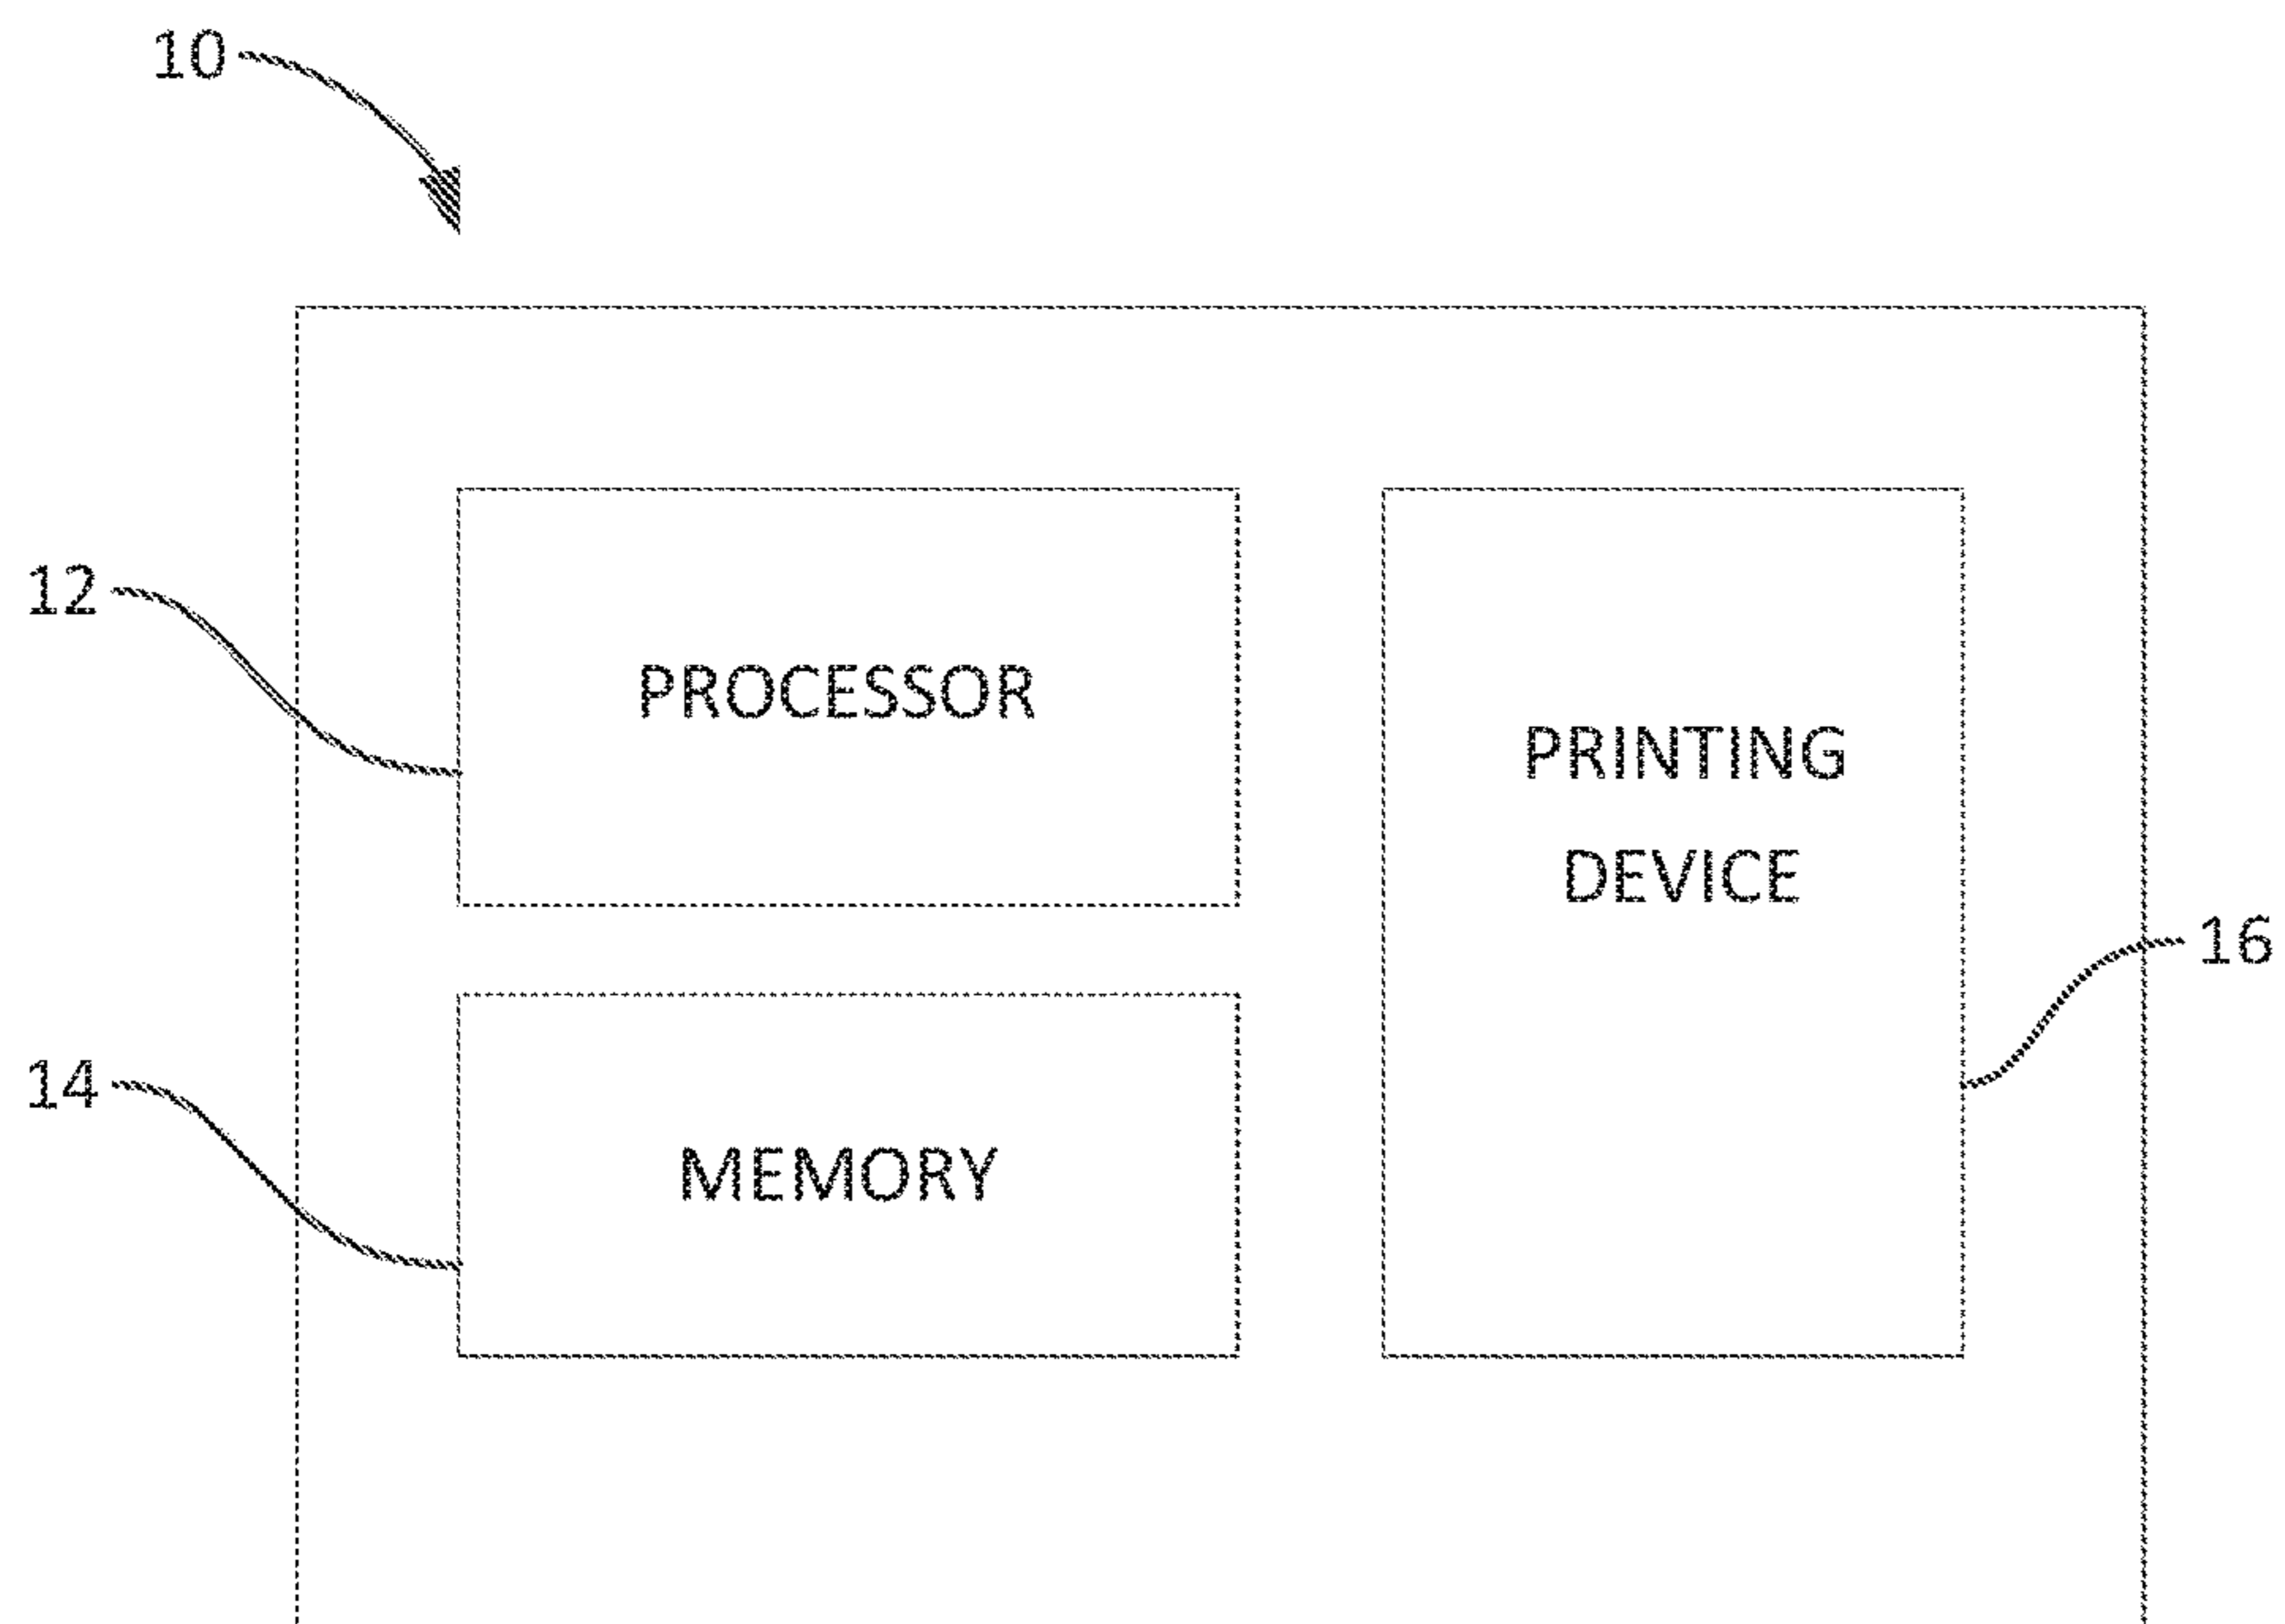 10
12
PROCESSOR
PRINTING
DEVICE
16
14
MEMORY